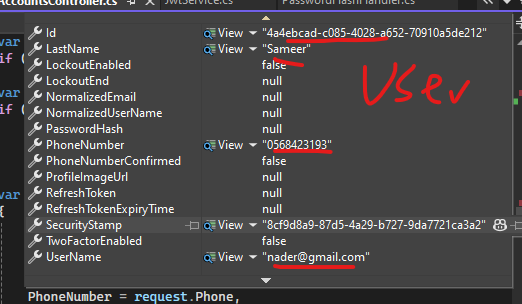 AccountsController.cs
JwtService.cs
PasswordHashHandler.cs
Id View "4a4ebcad-c085-4028-a652-70910a5de212"
LastName View "Sameer"
LockoutEnabled false
LockoutEnd null
NormalizedEmail null
NormalizedUserName null
PasswordHash null
PhoneNumber View "0568423193"
PhoneNumberConfirmed false
ProfileImageUrl null
RefreshToken null
RefreshTokenExpiryTime null
SecurityStamp View "8cf9d8a9-87d5-4a29-b727-9da7721ca3a2"
TwoFactorEnabled false
UserName View "nader@gmail.com"
User
var
if (
var
if (
var
{
PhoneNumber = request.Phone,